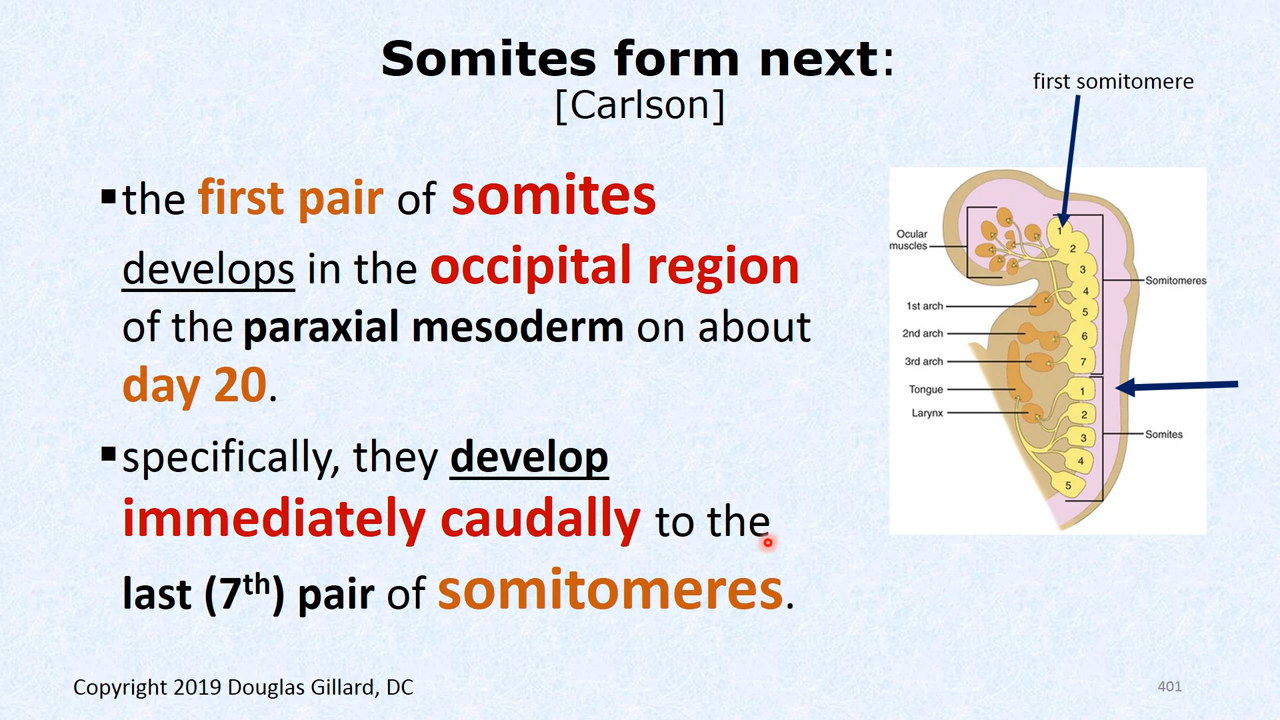 Somites form next:
[Carlson]
first somitomere
▪the first pair of somites
develops in the occipital region
of the paraxial mesoderm on about
day 20.
▪specifically, they develop
immediately caudally to the
last (7th) pair of somitomeres.
Ocular
muscles
1st arch
2nd arch
3rd arch
Tongue
Larynx
1
2
3
4
5
6
7
1
2
3
4
5
Somitomeres
Somites
Copyright 2019 Douglas Gillard, DC
401